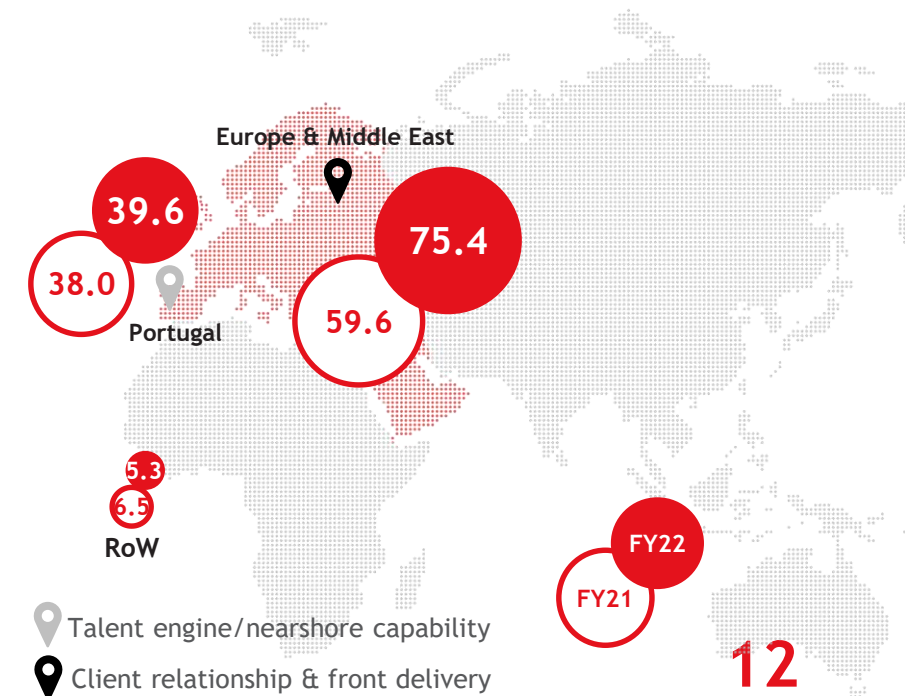 Europe & Middle East
39.6
75.4
38.0
59.6
Portugal
5.3
6.5
RoW
FY22
FY21
Talent engine/nearshore capability
12
Client relationship & front delivery